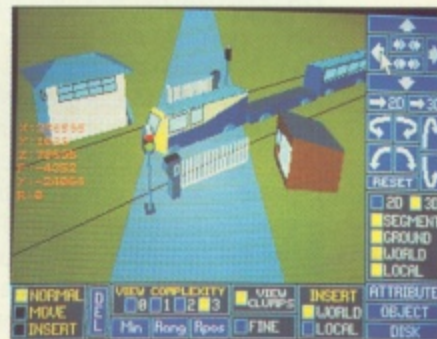 2D 3D
RESET
2D 3D
SEGMENT
GROUND
WORLD
LOCAL
NORMAL
MOVE
INSERT
DEL
VIEW COMPLEXITY
0 1 2 3
Min Rang Rpos
VIEW
CLUMPS
FINE
INSERT
WORLD
LOCAL
ATTRIBUTE
OBJECT
DISK